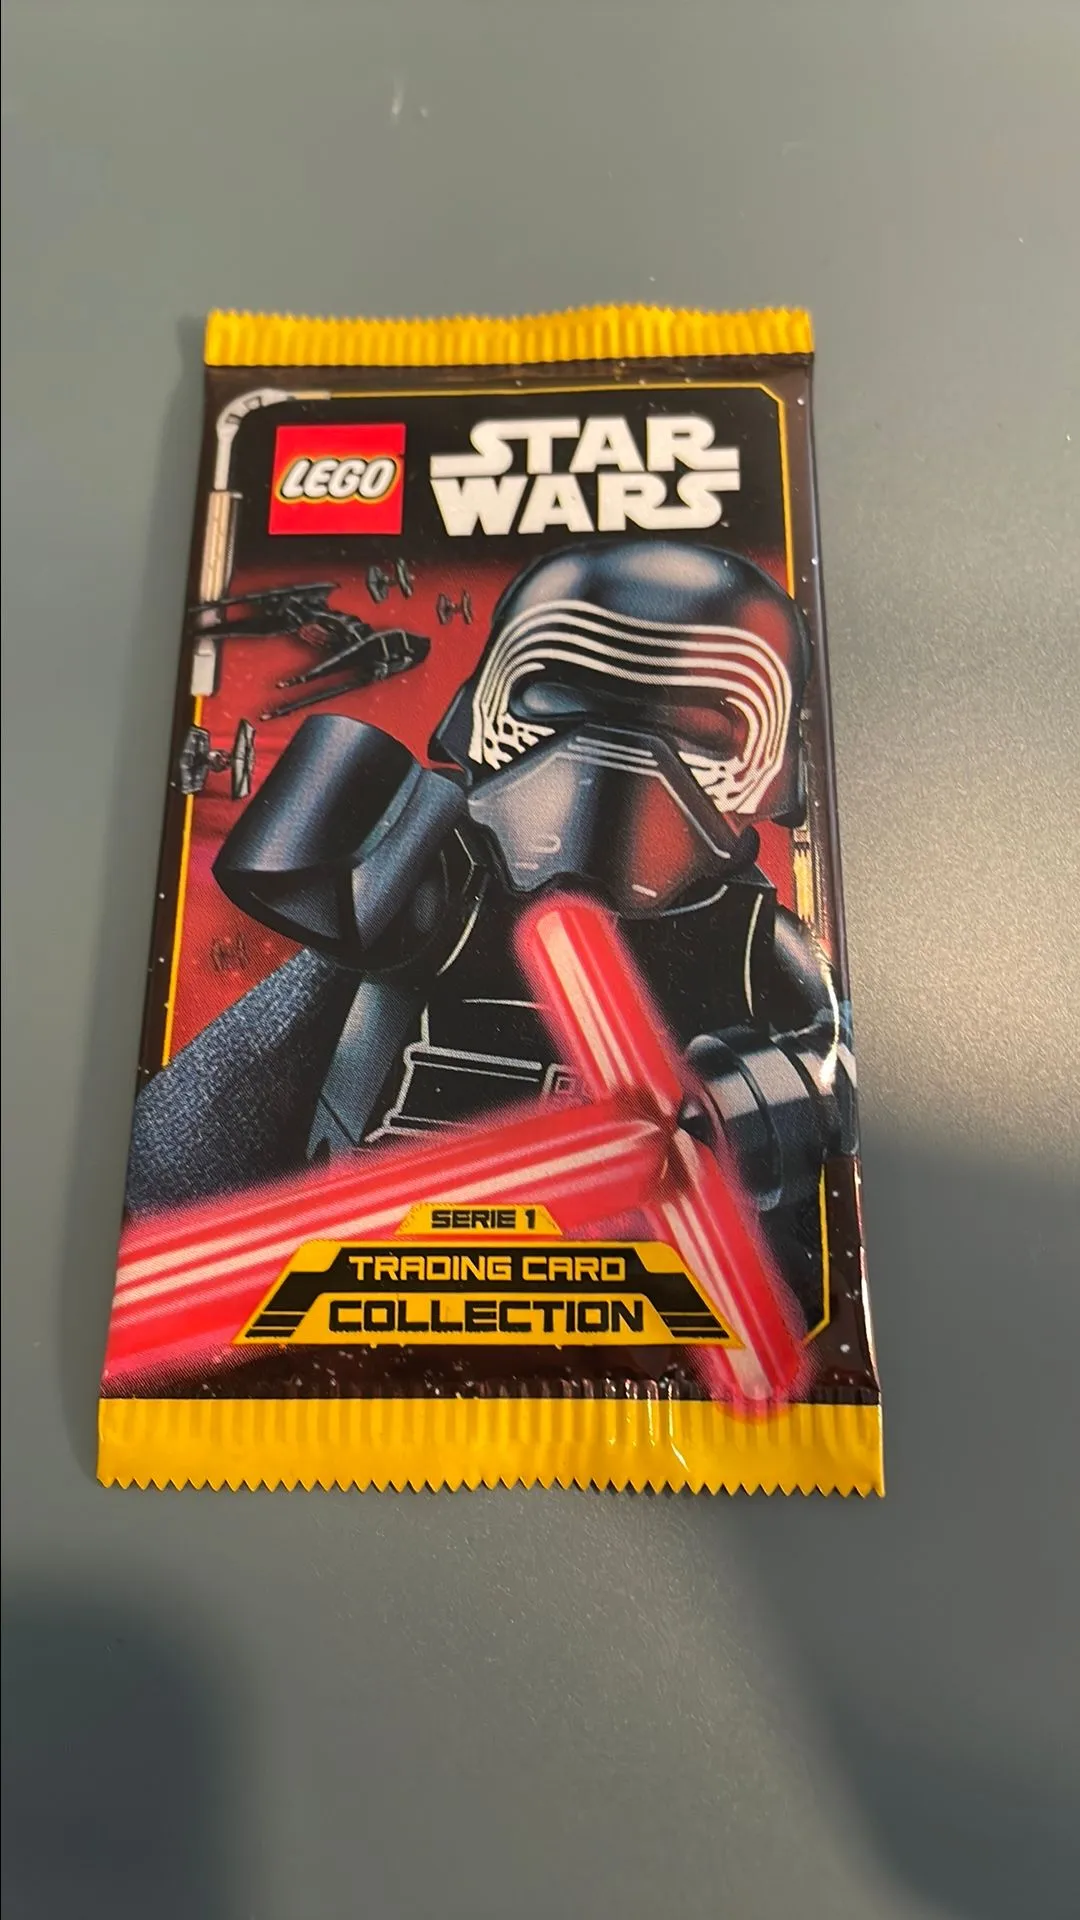 LEGO
STAR
WARS
SERIE 1
TRADING CARD
COLLECTION